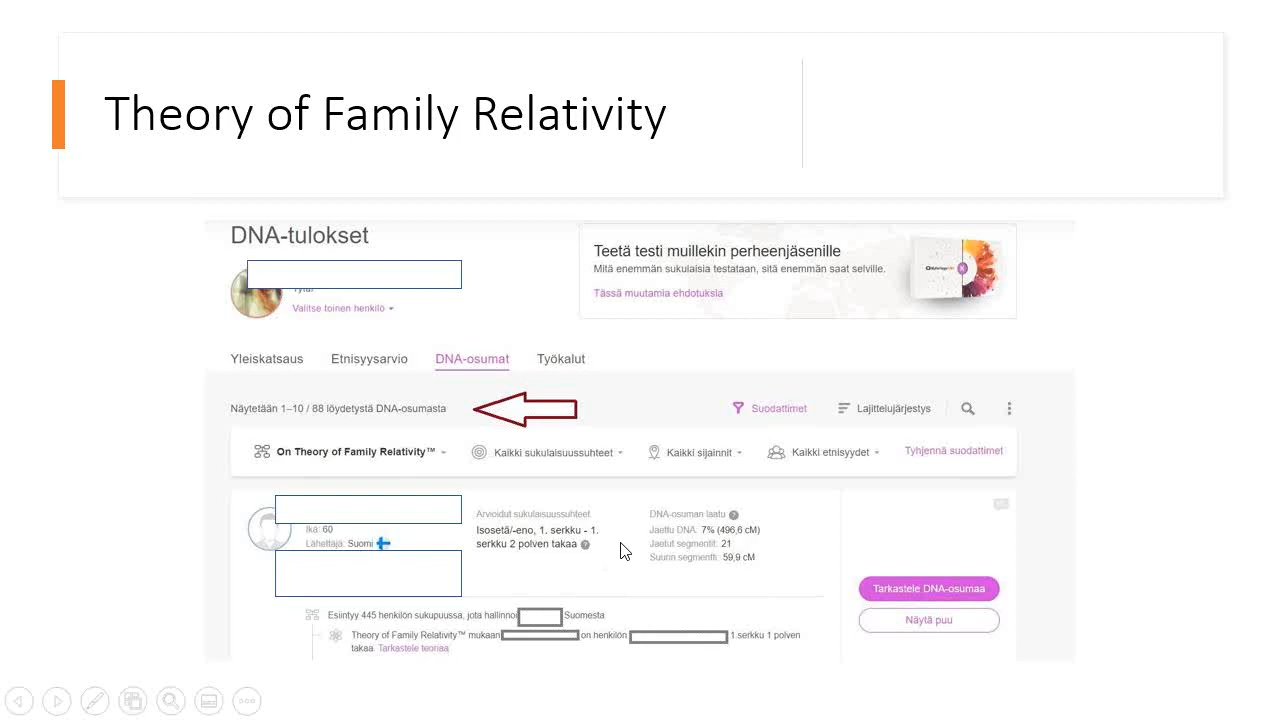 Theory of Family Relativity
DNA-tulokset
Valitse toinen henkilö
Teetä testi muillekin perheenjäsenille
Mitä enemmän sukulaisia testataan, sitä enemmän saat selville.
Tässä muutamia ehdotuksia
Yleiskatsaus Etnisyysarvio DNA-osumat Työkalut
Näytetään 1–10 / 88 löydetystä DNA-osumasta Suodattimet Lajittelujärjestys
On Theory of Family Relativity™ Kaikki sukulaisuussuhteet Kaikki sijainnit Kaikki etnisyydet Tyhjennä suodattimet
Ikä: 60
Lähettäjä: Suomi
Arvioidut sukulaisuussuhteet
Isosetä/-eno, 1. serkku - 1.
serkku 2 polven takaa
DNA-osuman laatu
Jaettu DNA: 7% (496,6 cM)
Jaetut segmentit: 21
Suurin segmentti: 59,9 cM
Tarkastele DNA-osumaa
Näytä puu
Esiintyy 445 henkilön sukupuussa, jota hallinnoi Suomesta
Theory of Family Relativity™ mukaan on henkilön 1.serkku 1 polven
takaa. Tarkastele teoriaa